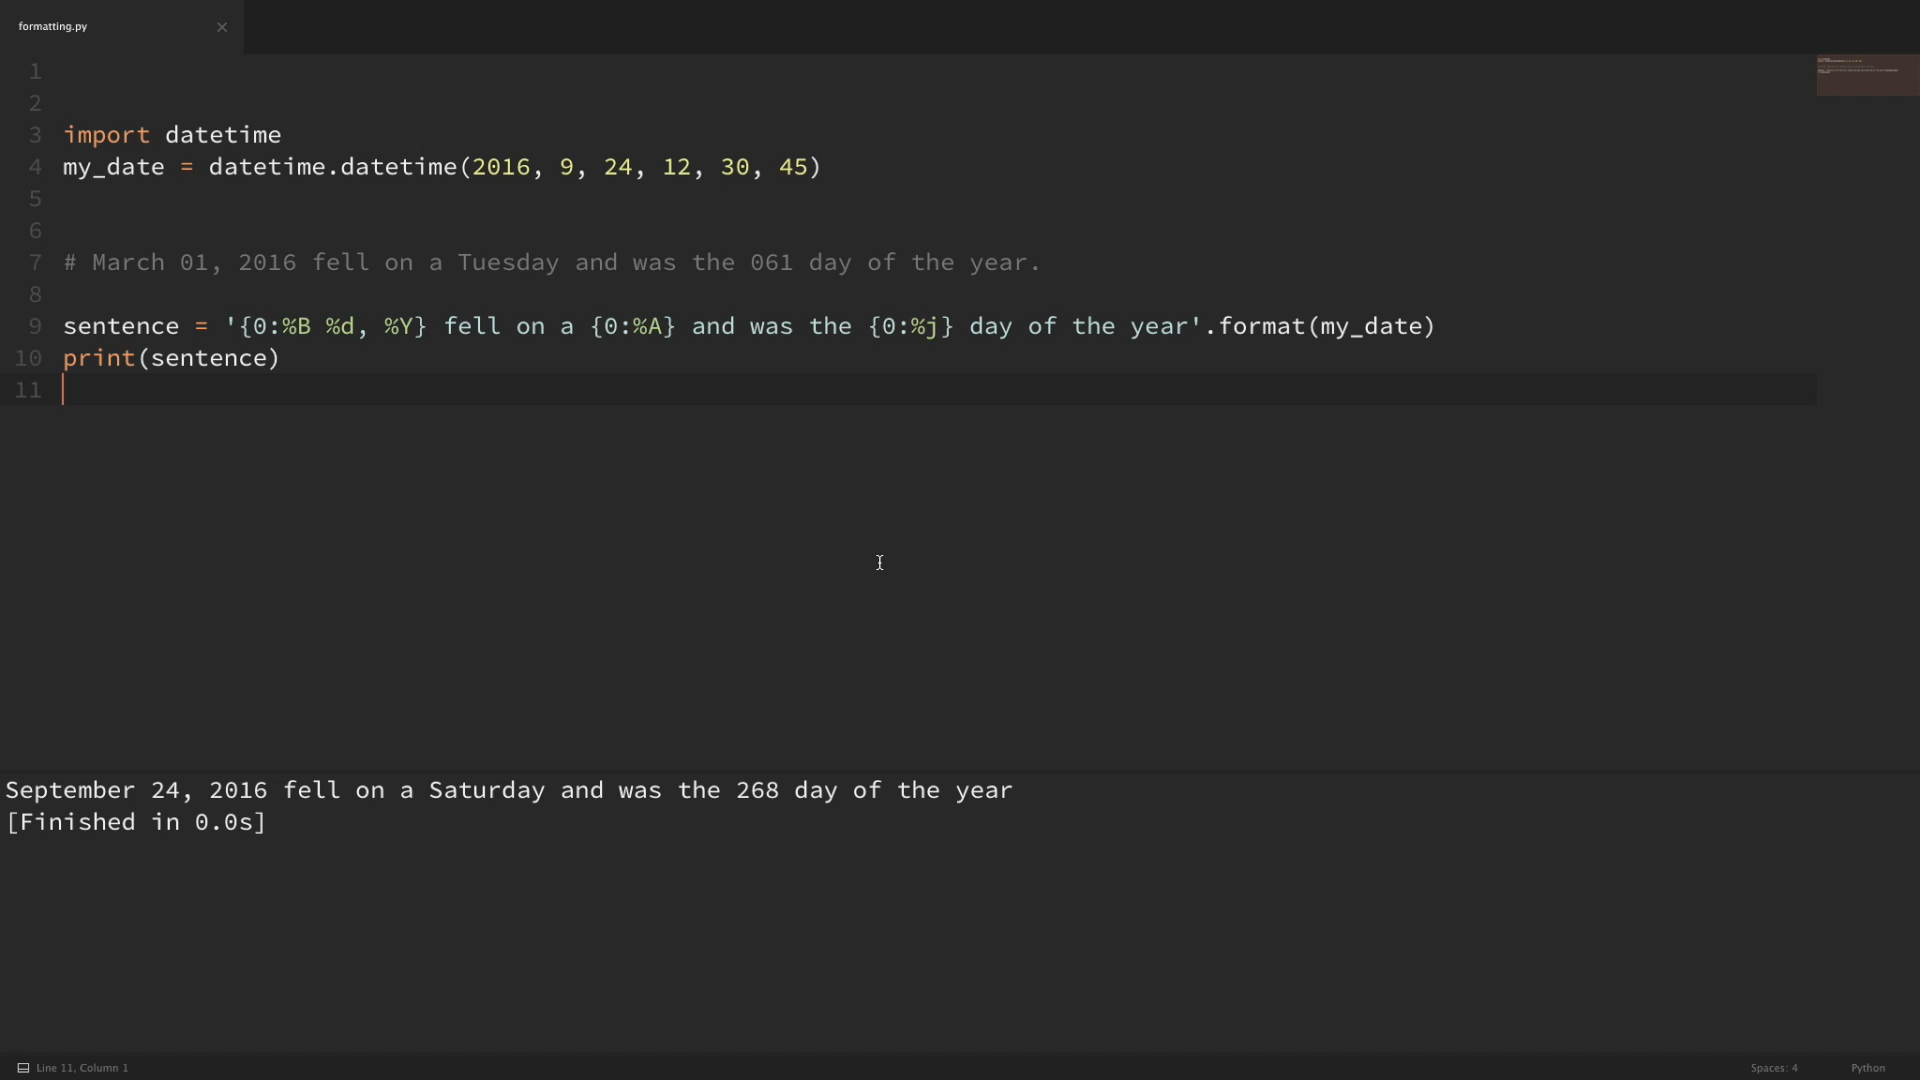 formatting.py
1
2
3 import datetime
4 my_date = datetime.datetime(2016, 9, 24, 12, 30, 45)
5
6
7 # March 01, 2016 fell on a Tuesday and was the 061 day of the year.
8
9 sentence = '{0:%B %d, %Y} fell on a {0:%A} and was the {0:%j} day of the year'.format(my_date)
10 print(sentence)
11
September 24, 2016 fell on a Saturday and was the 268 day of the year
[Finished in 0.0s]
Line 11, Column 1
Spaces: 4
Python